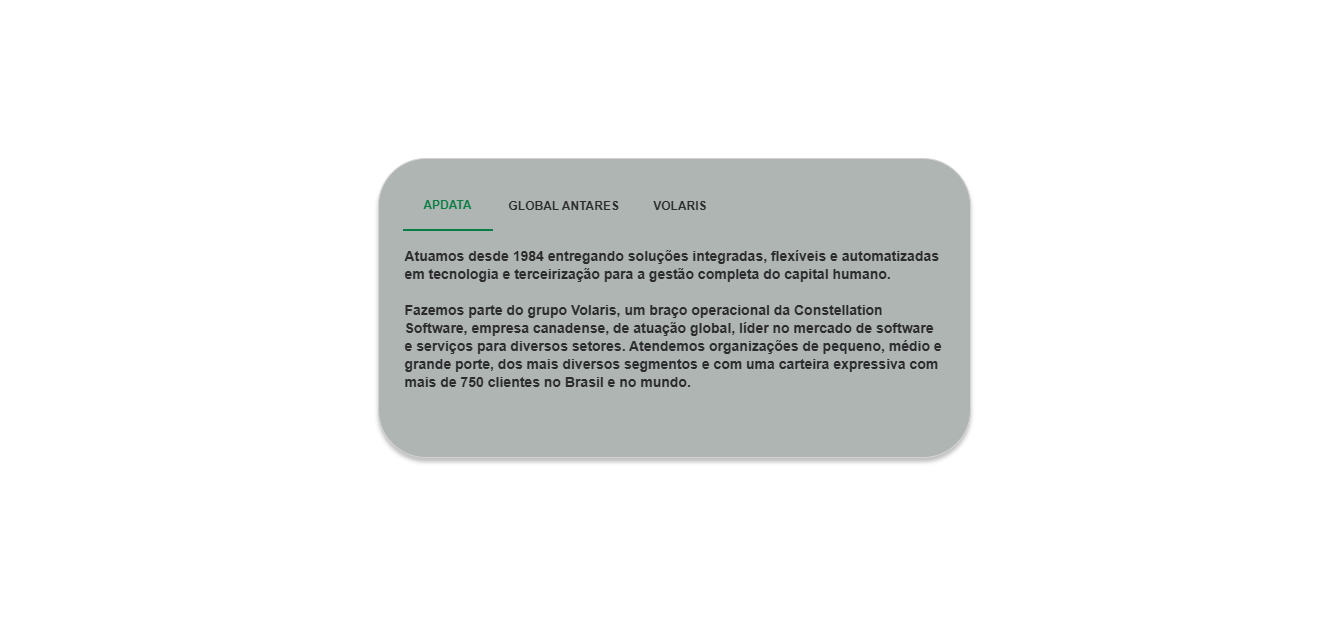 APDATA GLOBAL ANTARES VOLARIS
Atuamos desde 1984 entregando soluções integradas, flexíveis e automatizadas
em tecnologia e terceirização para a gestão completa do capital humano.
Fazemos parte do grupo Volaris, um braço operacional da Constellation
Software, empresa canadense, de atuação global, líder no mercado de software
e serviços para diversos setores. Atendemos organizações de pequeno, médio e
grande porte, dos mais diversos segmentos e com uma carteira expressiva com
mais de 750 clientes no Brasil e no mundo.